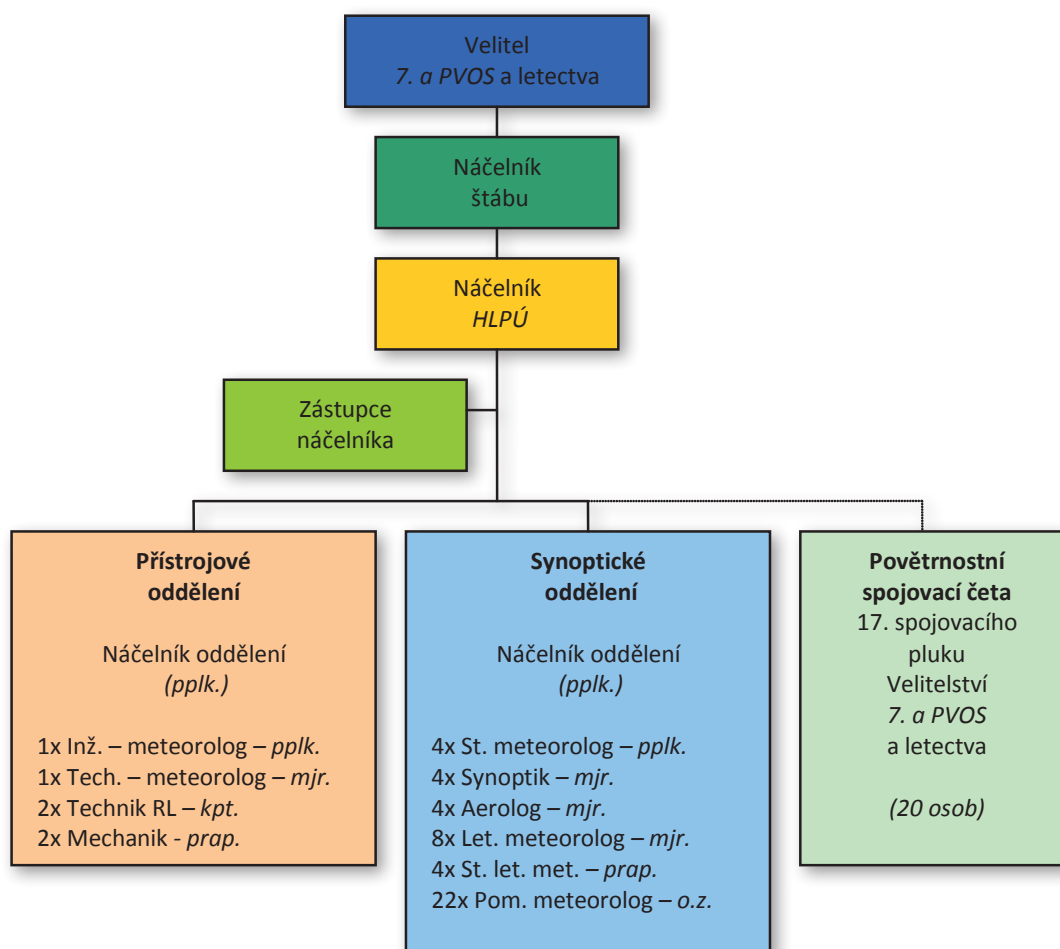 Velitel
7. a PVOS a letectva
Náčelník
štábu
Náčelník
HLPÚ
Zástupce
náčelníka
Přístrojové
oddělení
Náčelník oddělení
(pplk.)
1x Inž. – meteorolog – pplk.
1x Tech. – meteorolog – mjr.
2x Technik RL – kpt.
2x Mechanik - prap.
Synoptické
oddělení
Náčelník oddělení
(pplk.)
4x St. meteorolog – pplk.
4x Synoptik – mjr.
4x Aerolog – mjr.
8x Let. meteorolog – mjr.
4x St. let. met. – prap.
22x Pom. meteorolog – o.z.
Povětrnostní
spojovací četa
17. spojovacího
pluku
Velitelství
7. a PVOS
a letectva
(20 osob)